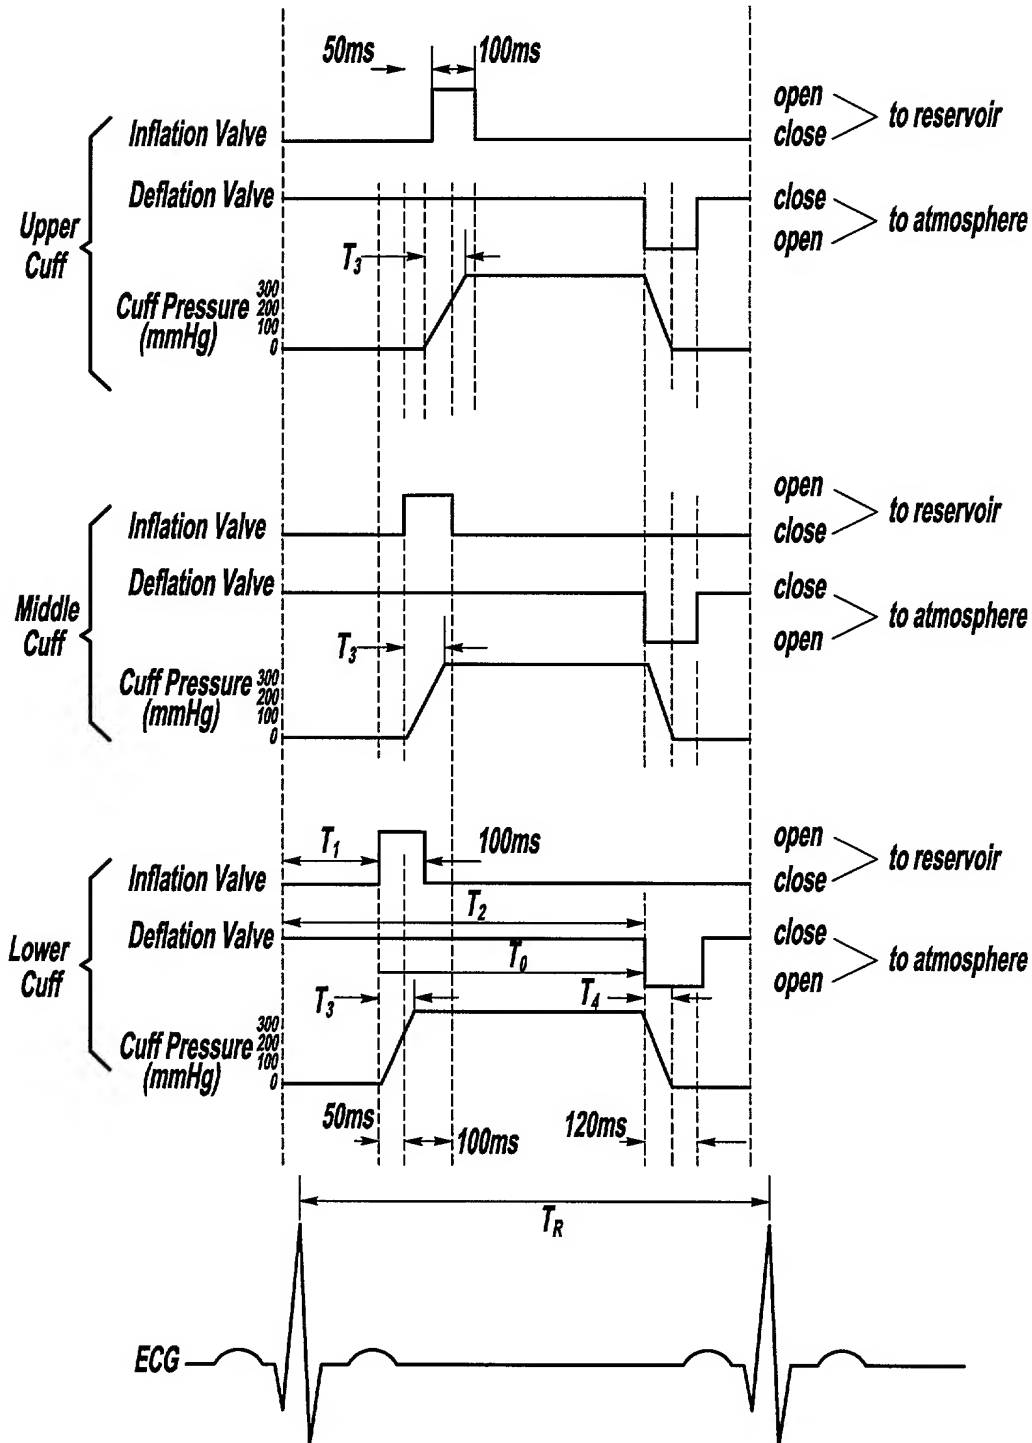 50ms 100ms
Inflation Valve
open
close
to reservoir
Deflation Valve
close
open
to atmosphere
Upper
Cuff
T3
Cuff Pressure
(mmHg)
300
200
100
0
Inflation Valve
open
close
to reservoir
Deflation Valve
close
open
to atmosphere
Middle
Cuff
T3
Cuff Pressure
(mmHg)
300
200
100
0
T1
100ms
Inflation Valve
open
close
to reservoir
T2
Deflation Valve
close
open
to atmosphere
Lower
Cuff
T0
T3
T4
Cuff Pressure
(mmHg)
300
200
100
0
50ms 100ms 120ms
TR
ECG